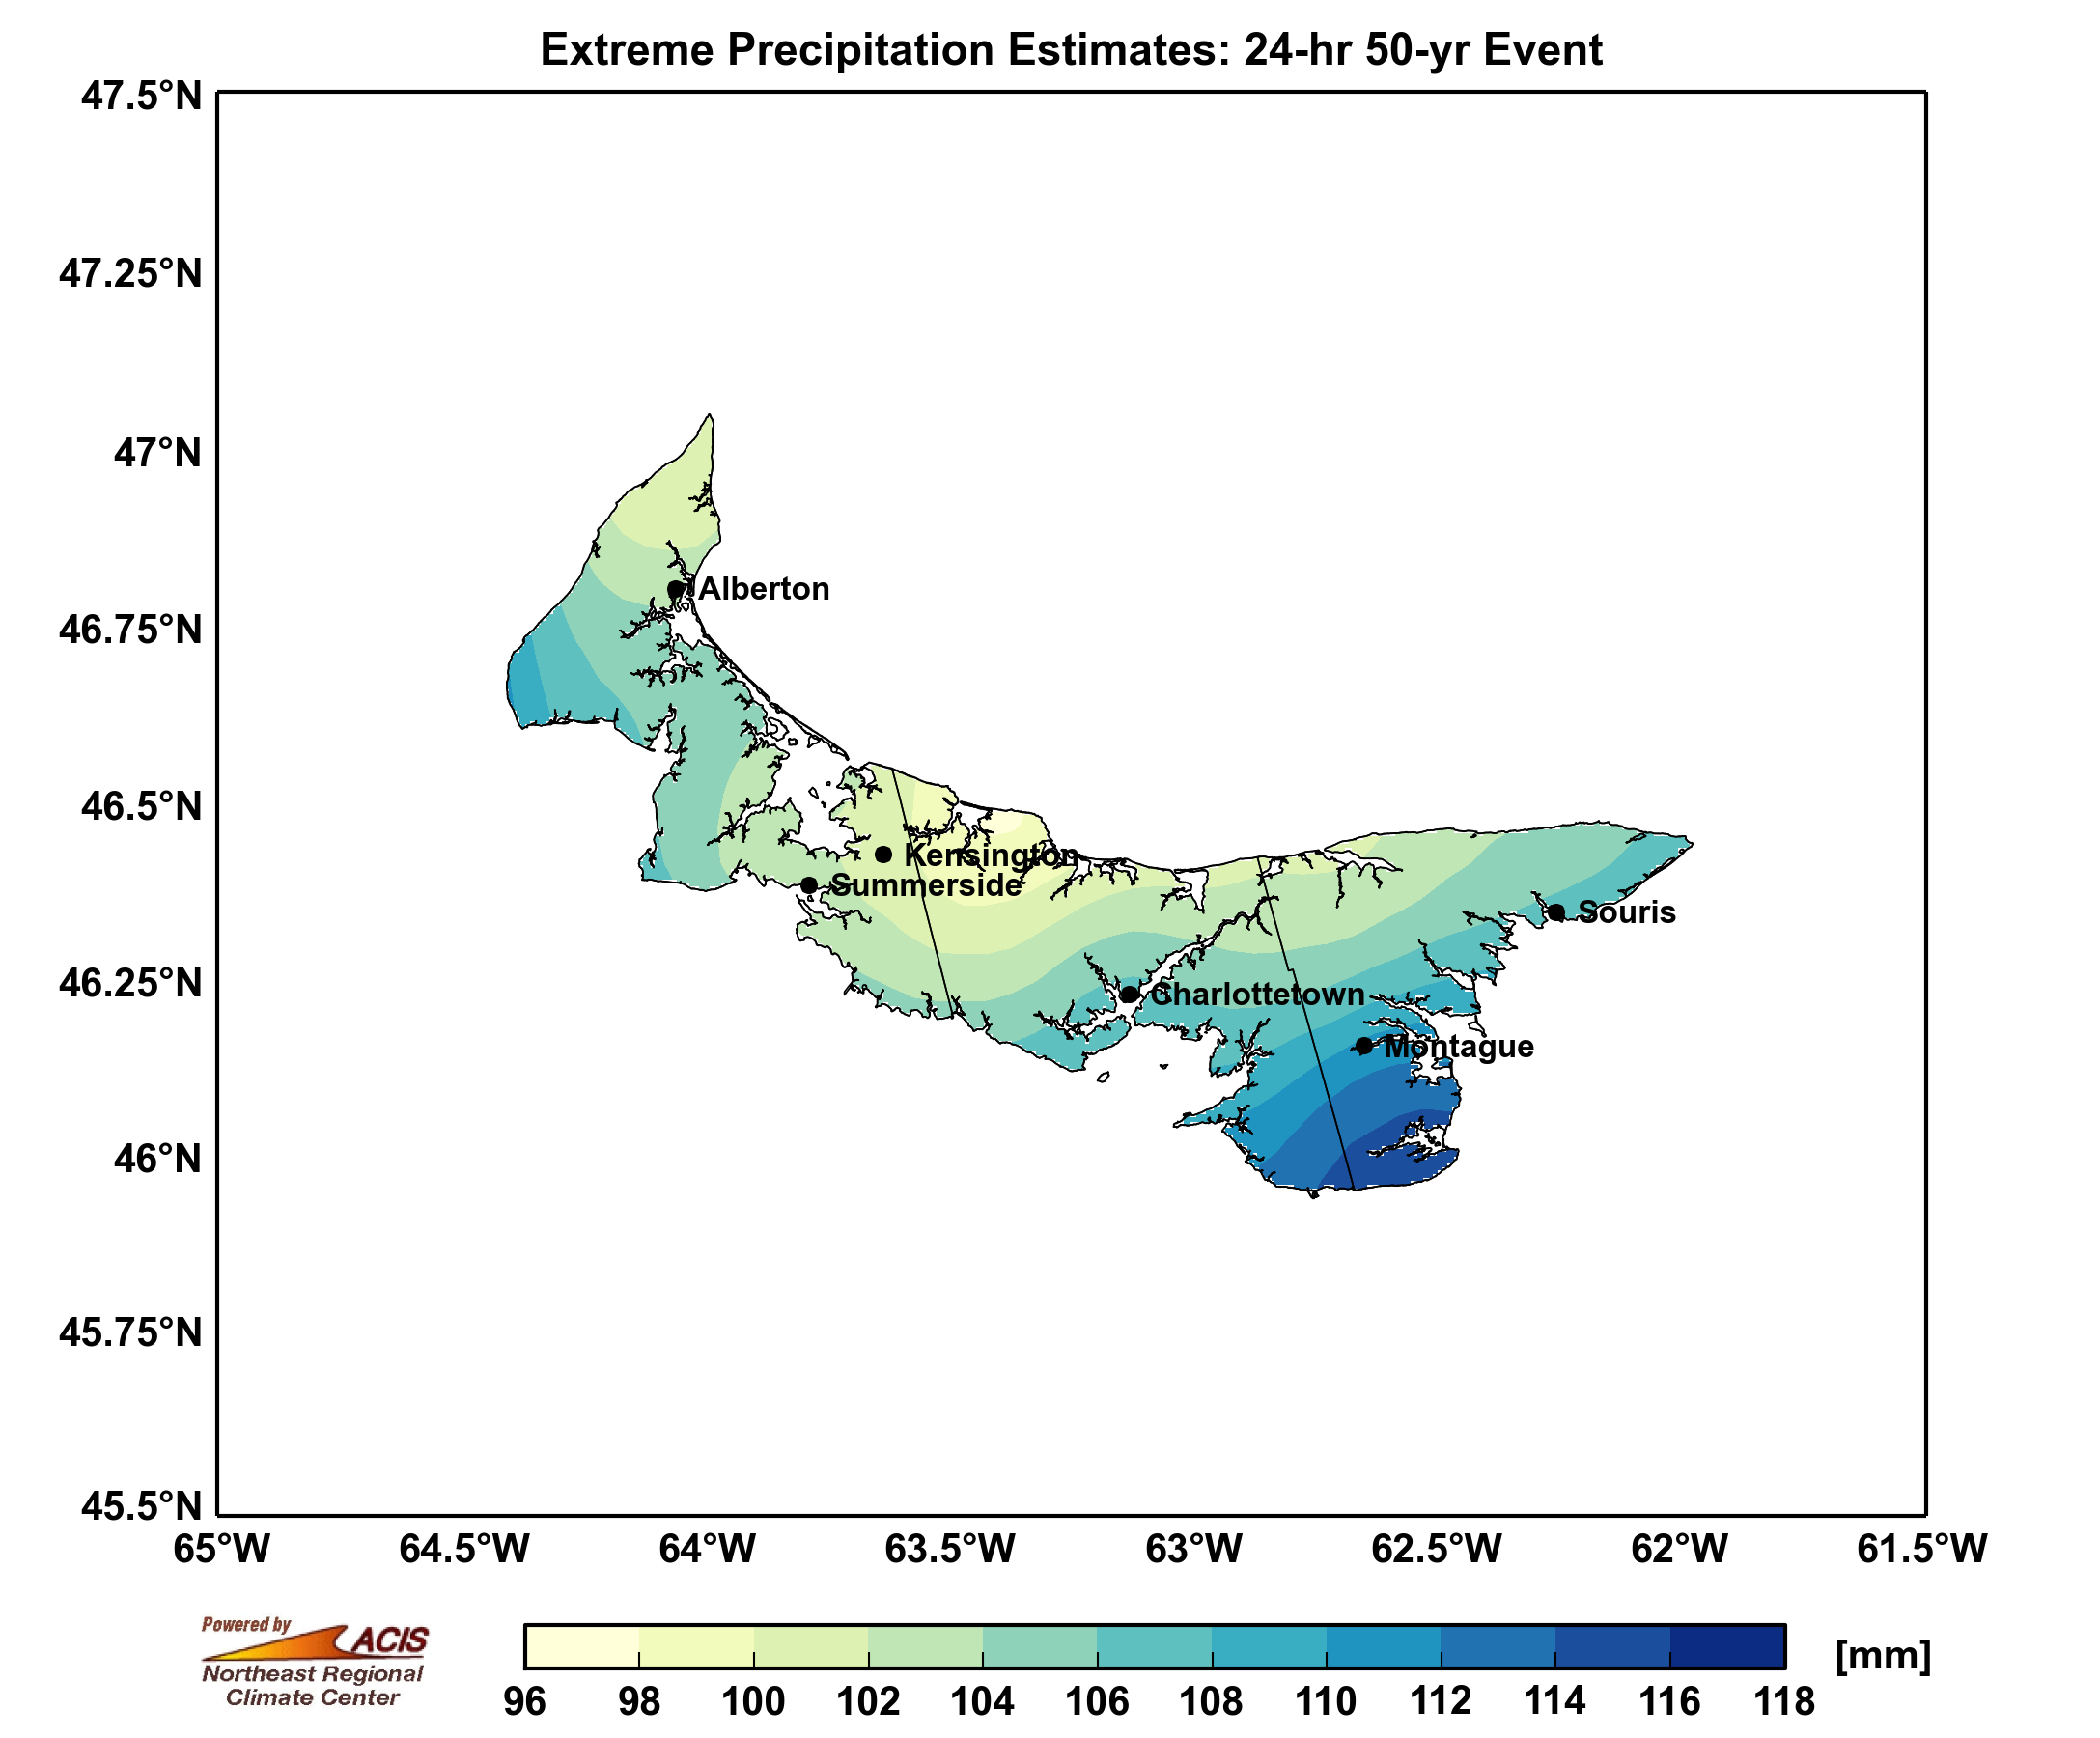 Extreme Precipitation Estimates: 24-hr 50-yr Event
47.5°N
47.25°N
47°N
46.75°N
46.5°N
46.25°N
46°N
45.75°N
45.5°N
Alberton
Kensington
Summerside
Souris
Charlottetown
Montague
65°W 64.5°W 64°W 63.5°W 63°W 62.5°W 62°W 61.5°W
Powered by
ACIS
Northeast Regional
Climate Center
[mm]
96 98 100 102 104 106 108 110 112 114 116 118